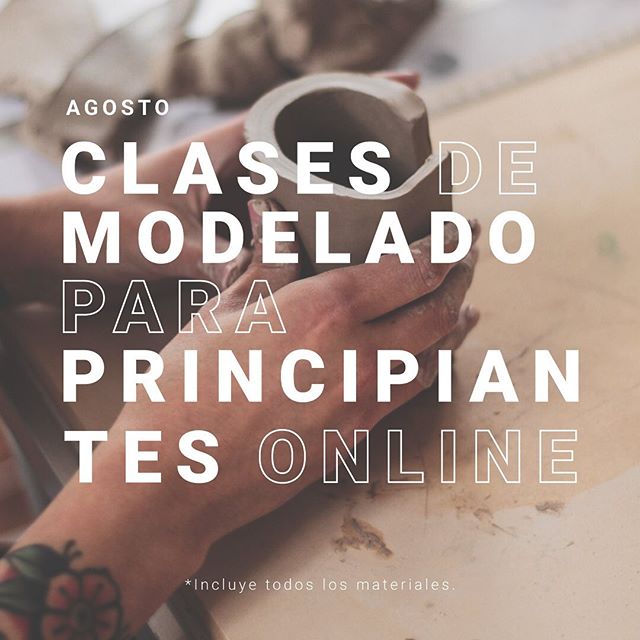 AGOSTO
CLASES DE
MODELADO
PARA
PRINCIPIAN
TES ONLINE
*Incluye todos los materiales.